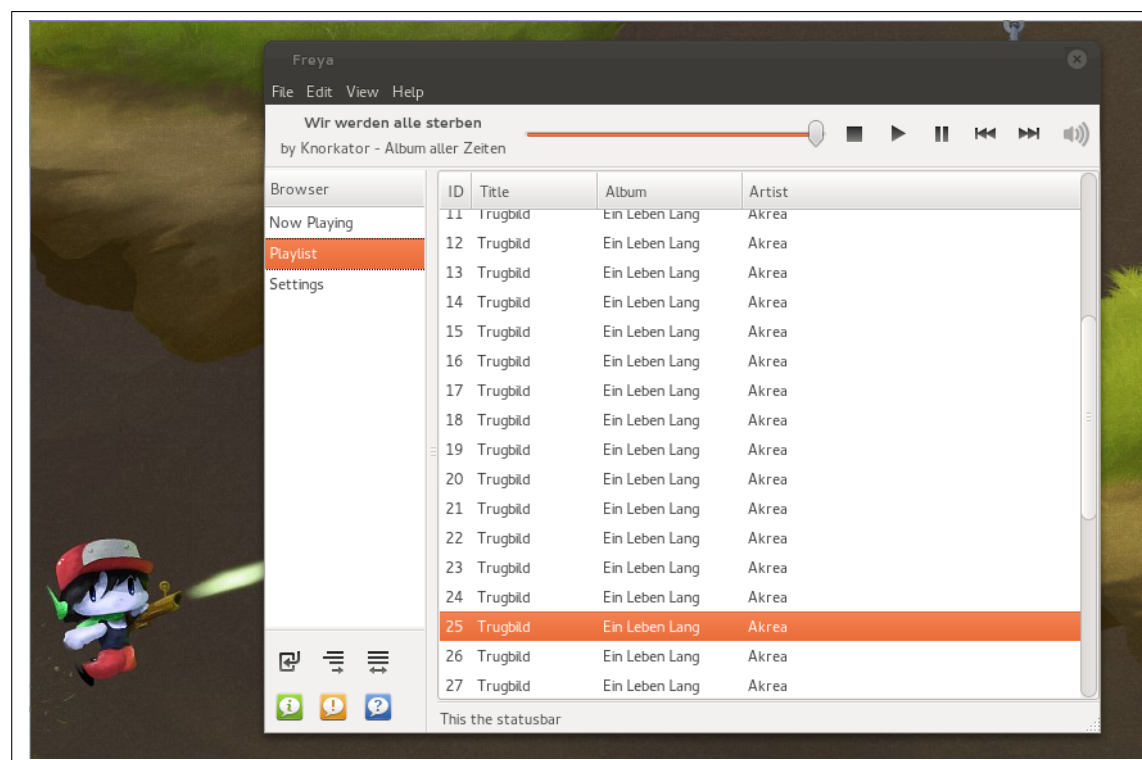 Freya
File Edit View Help
Wir werden alle sterben
by Knorkator - Album aller Zeiten
Browser
Now Playing
Playlist
Settings
ID Title Album Artist
11 Trugbild Ein Leben Lang Akrea
12 Trugbild Ein Leben Lang Akrea
13 Trugbild Ein Leben Lang Akrea
14 Trugbild Ein Leben Lang Akrea
15 Trugbild Ein Leben Lang Akrea
16 Trugbild Ein Leben Lang Akrea
17 Trugbild Ein Leben Lang Akrea
18 Trugbild Ein Leben Lang Akrea
19 Trugbild Ein Leben Lang Akrea
20 Trugbild Ein Leben Lang Akrea
21 Trugbild Ein Leben Lang Akrea
22 Trugbild Ein Leben Lang Akrea
23 Trugbild Ein Leben Lang Akrea
24 Trugbild Ein Leben Lang Akrea
25 Trugbild Ein Leben Lang Akrea
26 Trugbild Ein Leben Lang Akrea
27 Trugbild Ein Leben Lang Akrea
This the statusbar